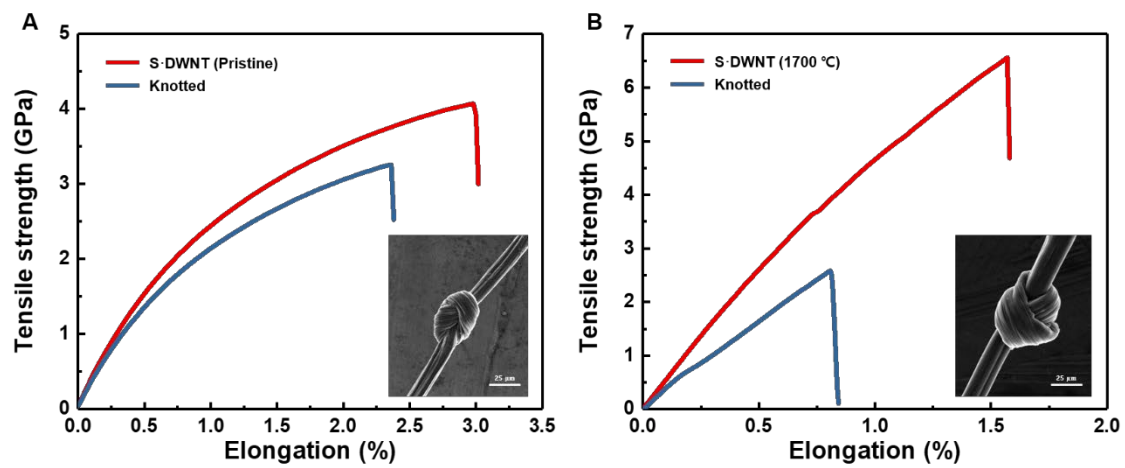 A
B
Tensile strength (GPa)
5
4
3
2
1
0
S·DWNT (Pristine)
Knotted
25 μm
0.0 0.5 1.0 1.5 2.0 2.5 3.0 3.5
Elongation (%)
Tensile strength (GPa)
7
6
5
4
3
2
1
0
S·DWNT (1700 ℃)
Knotted
25 μm
0.0 0.5 1.0 1.5 2.0
Elongation (%)